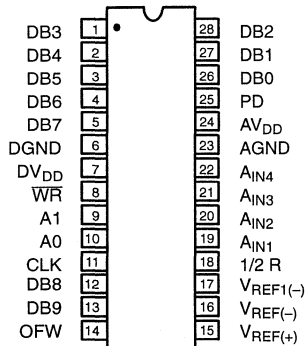 DB3 1 28 DB2
DB4 2 27 DB1
DB5 3 26 DB0
DB6 4 25 PD
DB7 5 24 AVDD
DGND 6 23 AGND
DVDD 7 22 AIN4
WR 8 21 AIN3
A1 9 20 AIN2
A0 10 19 AIN1
CLK 11 18 1/2 R
DB8 12 17 VREF1(–)
DB9 13 16 VREF(–)
OFW 14 15 VREF(+)